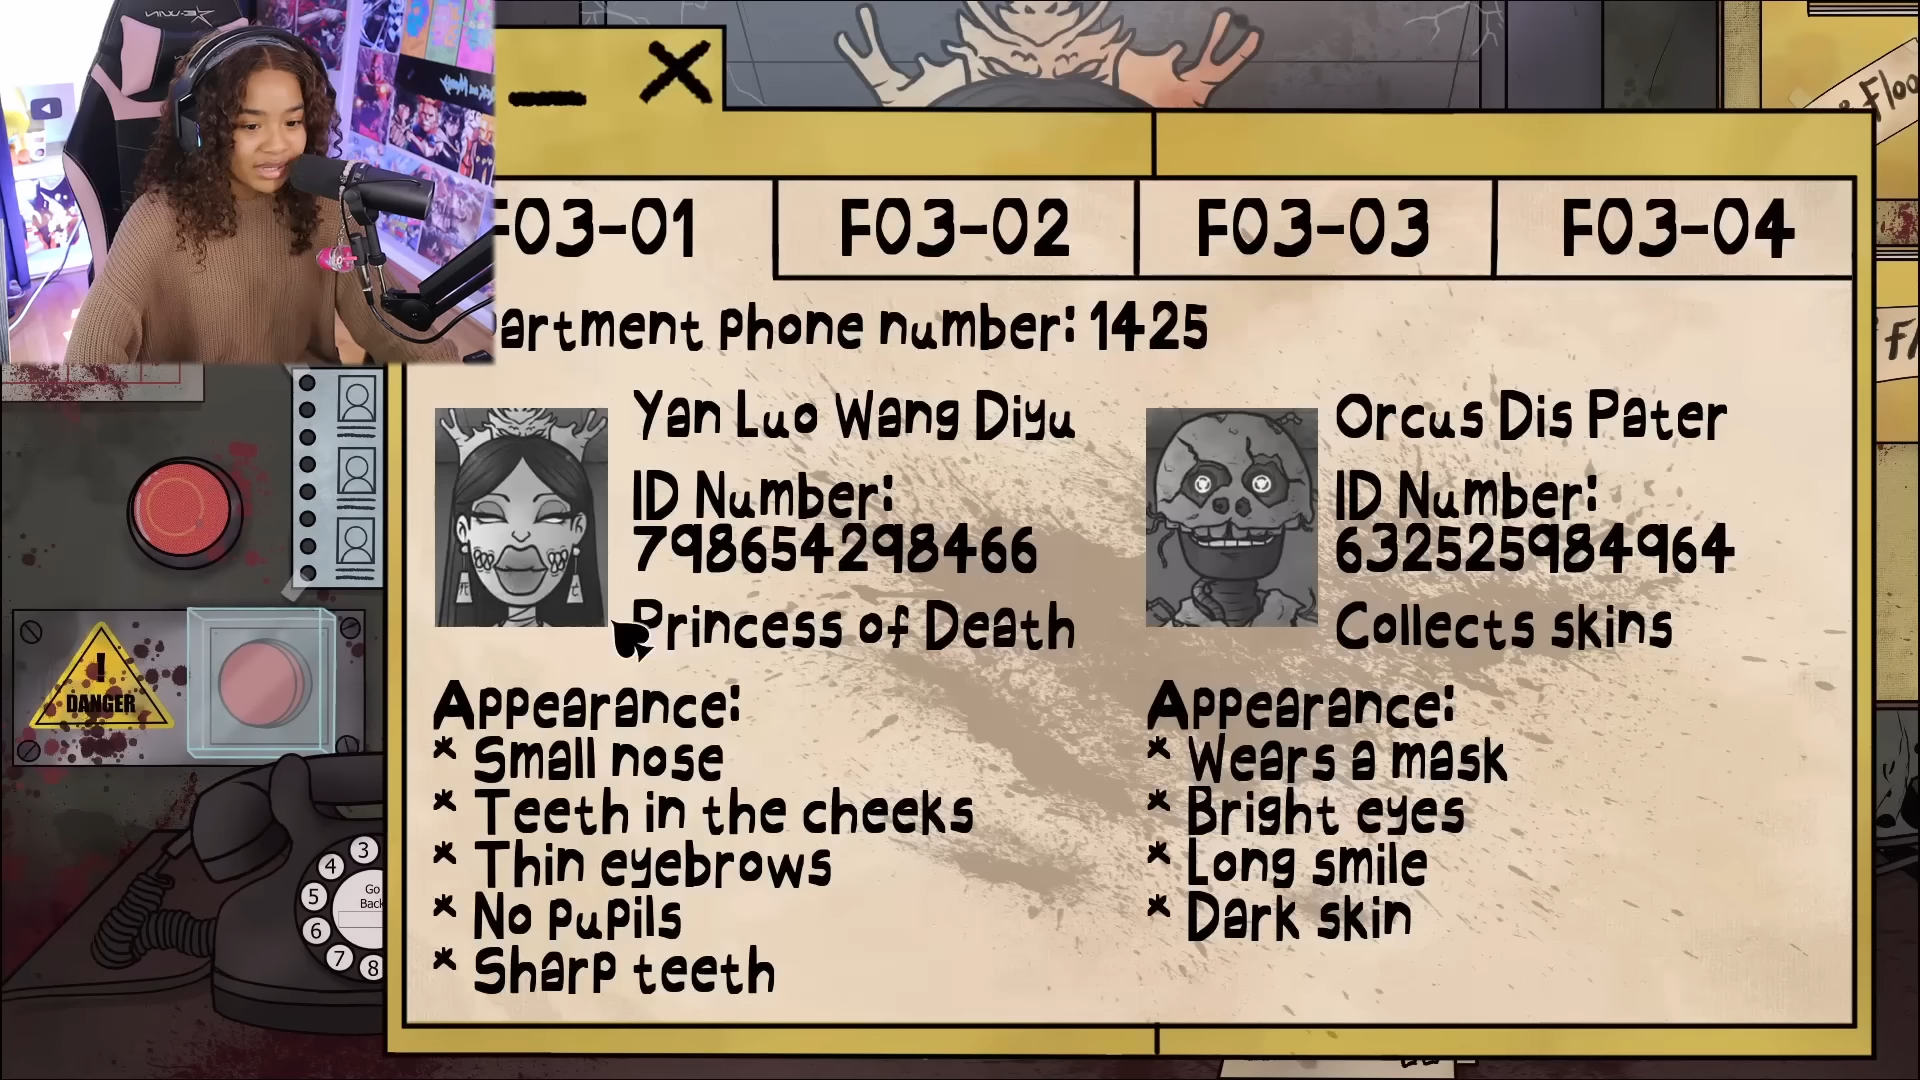 F03-01
F03-02
F03-03
F03-04
artment phone number: 1425
Yan Luo Wang Diyu
ID Number:
798654298466
Princess of Death
Appearance:
* Small nose
* Teeth in the cheeks
* Thin eyebrows
* No pupils
* Sharp teeth
Orcus Dis Pater
ID Number:
632525984964
Collects skins
Appearance:
* Wears a mask
* Bright eyes
* Long smile
* Dark skin
!
DANGER
3
4
5
6
7
8
Go
Back
Floo